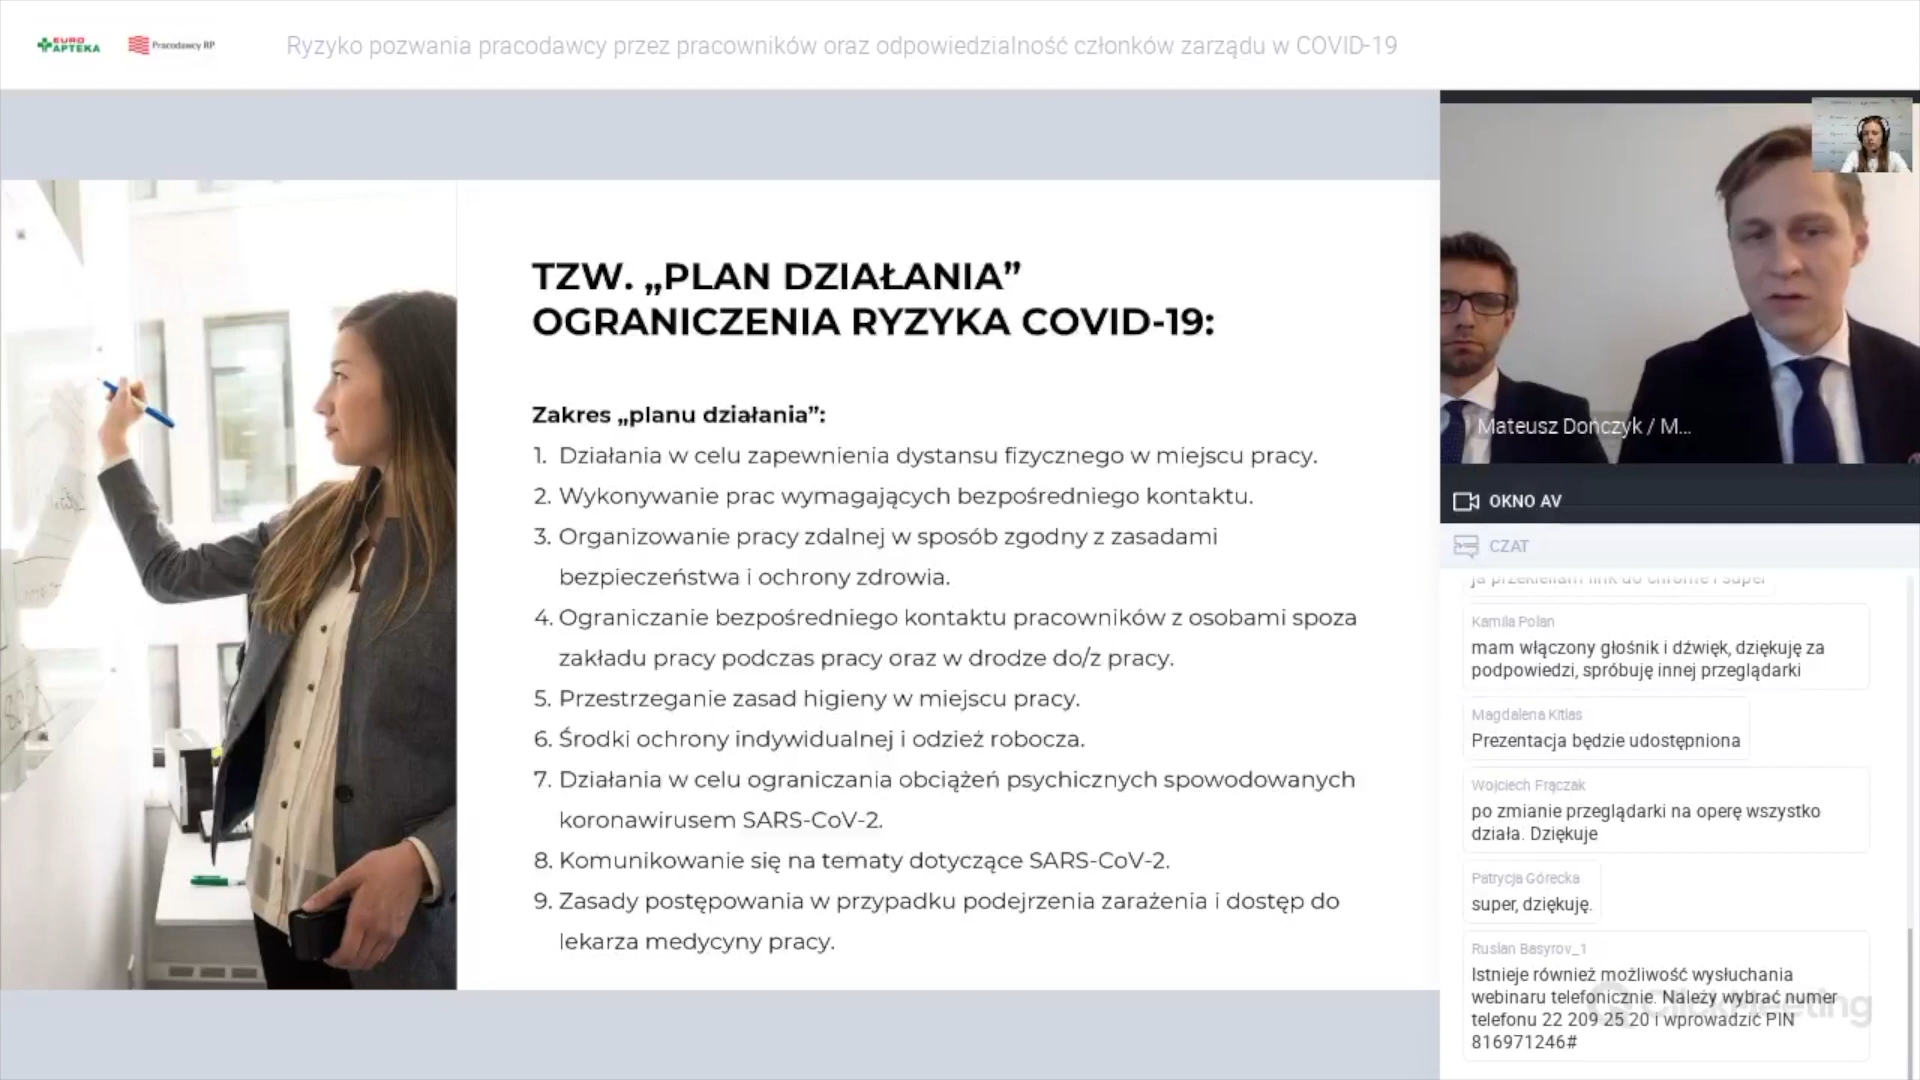 EURO
APTEKA
Pracodawcy RP
Ryzyko pozwania pracodawcy przez pracowników oraz odpowiedzialność członków zarządu w COVID-19
TZW. „PLAN DZIAŁANIA”
OGRANICZENIA RYZYKA COVID-19:
Zakres „planu działania”:
1. Działania w celu zapewnienia dystansu fizycznego w miejscu pracy.
2. Wykonywanie prac wymagających bezpośredniego kontaktu.
3. Organizowanie pracy zdalnej w sposób zgodny z zasadami
bezpieczeństwa i ochrony zdrowia.
4. Ograniczanie bezpośredniego kontaktu pracowników z osobami spoza
zakładu pracy podczas pracy oraz w drodze do/z pracy.
5. Przestrzeganie zasad higieny w miejscu pracy.
6. Środki ochrony indywidualnej i odzież robocza.
7. Działania w celu ograniczania obciążeń psychicznych spowodowanych
koronawirusem SARS-CoV-2.
8. Komunikowanie się na tematy dotyczące SARS-CoV-2.
9. Zasady postępowania w przypadku podejrzenia zarażenia i dostęp do
lekarza medycyny pracy.
Mateusz Dończyk / M...
OKNO AV
CZAT
ja przekleiłam link do chrome i super
Kamila Polan
mam włączony głośnik i dźwięk, dziękuję za
podpowiedzi, spróbuję innej przeglądarki
Magdalena Kitlas
Prezentacja będzie udostępniona
Wojciech Frączak
po zmianie przeglądarki na operę wszystko
działa. Dziękuje
Patrycja Górecka
super, dziękuję.
Ruslan Basyrov_1
Istnieje również możliwość wysłuchania
webinaru telefonicznie. Należy wybrać numer
telefonu 22 209 25 20 i wprowadzić PIN
816971246#
ClickMeeting